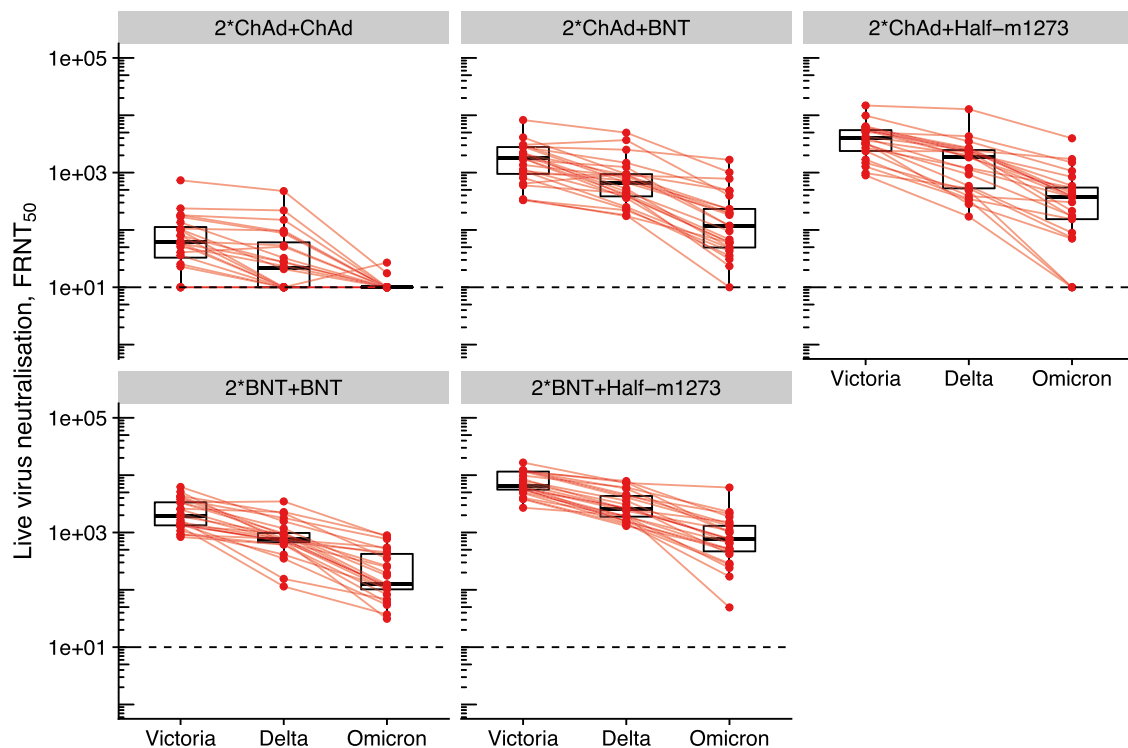 2*ChAd+ChAd
2*ChAd+BNT
2*ChAd+Half−m1273
Live virus neutralisation, FRNT50
1e+05
1e+03
1e+01
Victoria Delta Omicron
2*BNT+BNT
2*BNT+Half−m1273
1e+05
1e+03
1e+01
Victoria Delta Omicron
Victoria Delta Omicron